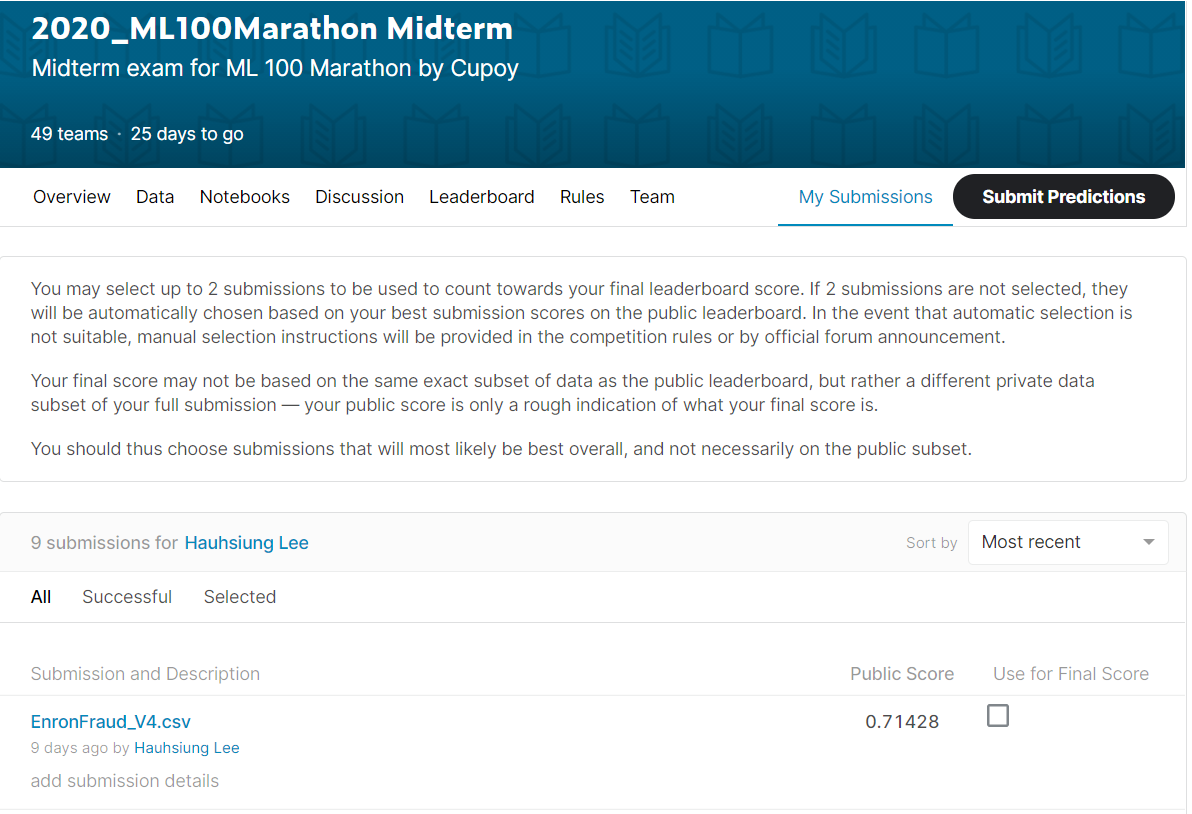 2020_ML100Marathon Midterm
Midterm exam for ML 100 Marathon by Cupoy
49 teams · 25 days to go
Overview Data Notebooks Discussion Leaderboard Rules Team My Submissions Submit Predictions
You may select up to 2 submissions to be used to count towards your final leaderboard score. If 2 submissions are not selected, they
will be automatically chosen based on your best submission scores on the public leaderboard. In the event that automatic selection is
not suitable, manual selection instructions will be provided in the competition rules or by official forum announcement.
Your final score may not be based on the same exact subset of data as the public leaderboard, but rather a different private data
subset of your full submission — your public score is only a rough indication of what your final score is.
You should thus choose submissions that will most likely be best overall, and not necessarily on the public subset.
9 submissions for Hauhsiung Lee Sort by Most recent
All Successful Selected
Submission and Description Public Score Use for Final Score
EnronFraud_V4.csv 0.71428
9 days ago by Hauhsiung Lee
add submission details